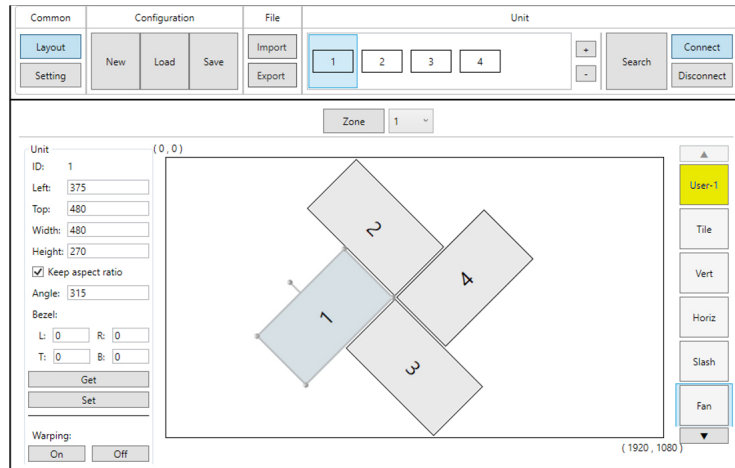 Common Configuration File Unit
Layout New Load Save Import 1 2 3 4 + Search Connect
Setting Export - Disconnect
Zone 1
Unit (0,0)
ID: 1
Left: 375
Top: 480
Width: 480
Height: 270
Keep aspect ratio
Angle: 315
Bezel:
L: 0 R: 0
T: 0 B: 0
Get
Set
Warping:
On Off
2
4
1
3
(1920, 1080)
User-1
Tile
Vert
Horiz
Slash
Fan